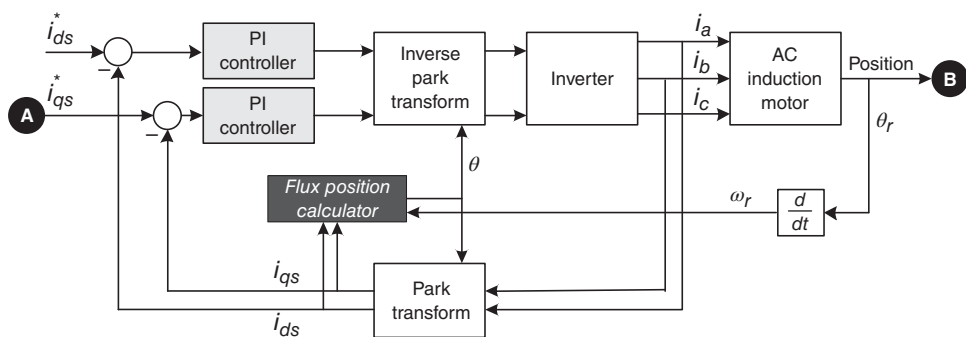 i*ds
i*qs
A
−
−
PI
controller
PI
controller
Inverse
park
transform
Inverter
ia
ib
ic
AC
induction
motor
Position
B
θr
θ
Flux position
calculator
ωr
d
dt
iqs
ids
Park
transform